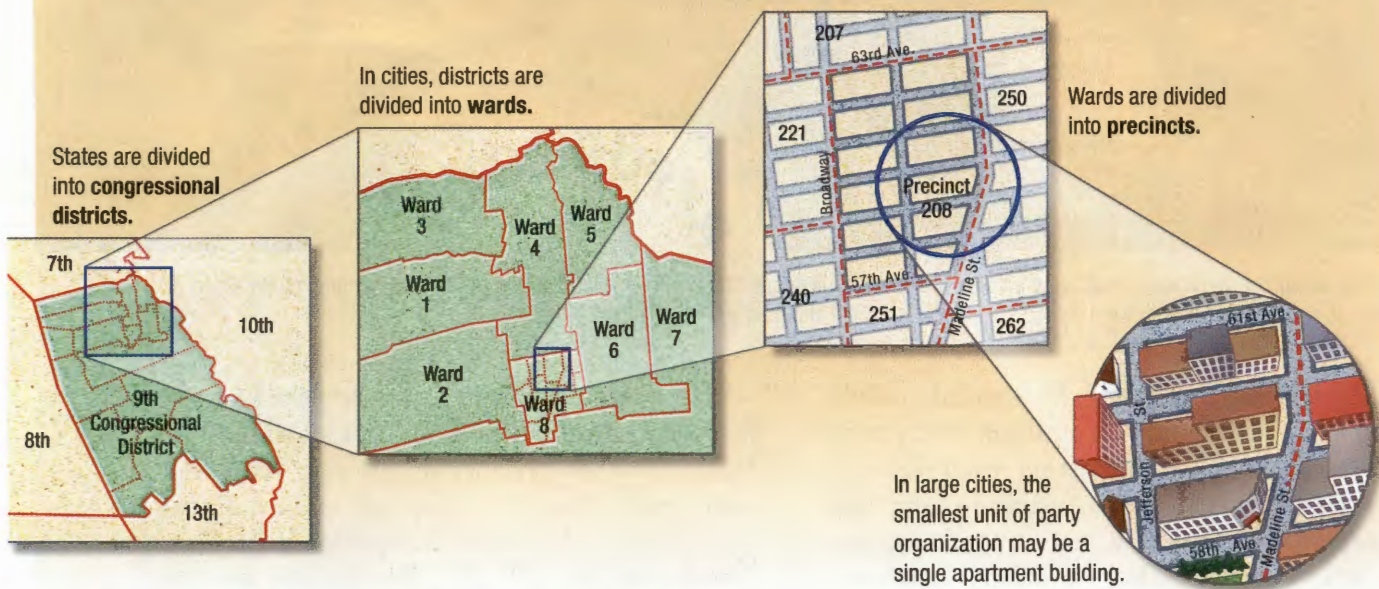 States are divided
into congressional
districts.
7th
10th
9th
Congressional
District
8th
13th
In cities, districts are
divided into wards.
Ward
3
Ward
4
Ward
5
Ward
1
Ward
6
Ward
7
Ward
2
Ward
8
Wards are divided
into precincts.
207
63rd Ave.
250
221
Broadway
Precinct
208
57th Ave.
240
251
Madeline St.
262
In large cities, the
smallest unit of party
organization may be a
single apartment building.
61st Ave.
Jefferson St
58th Ave.
Madeline St.